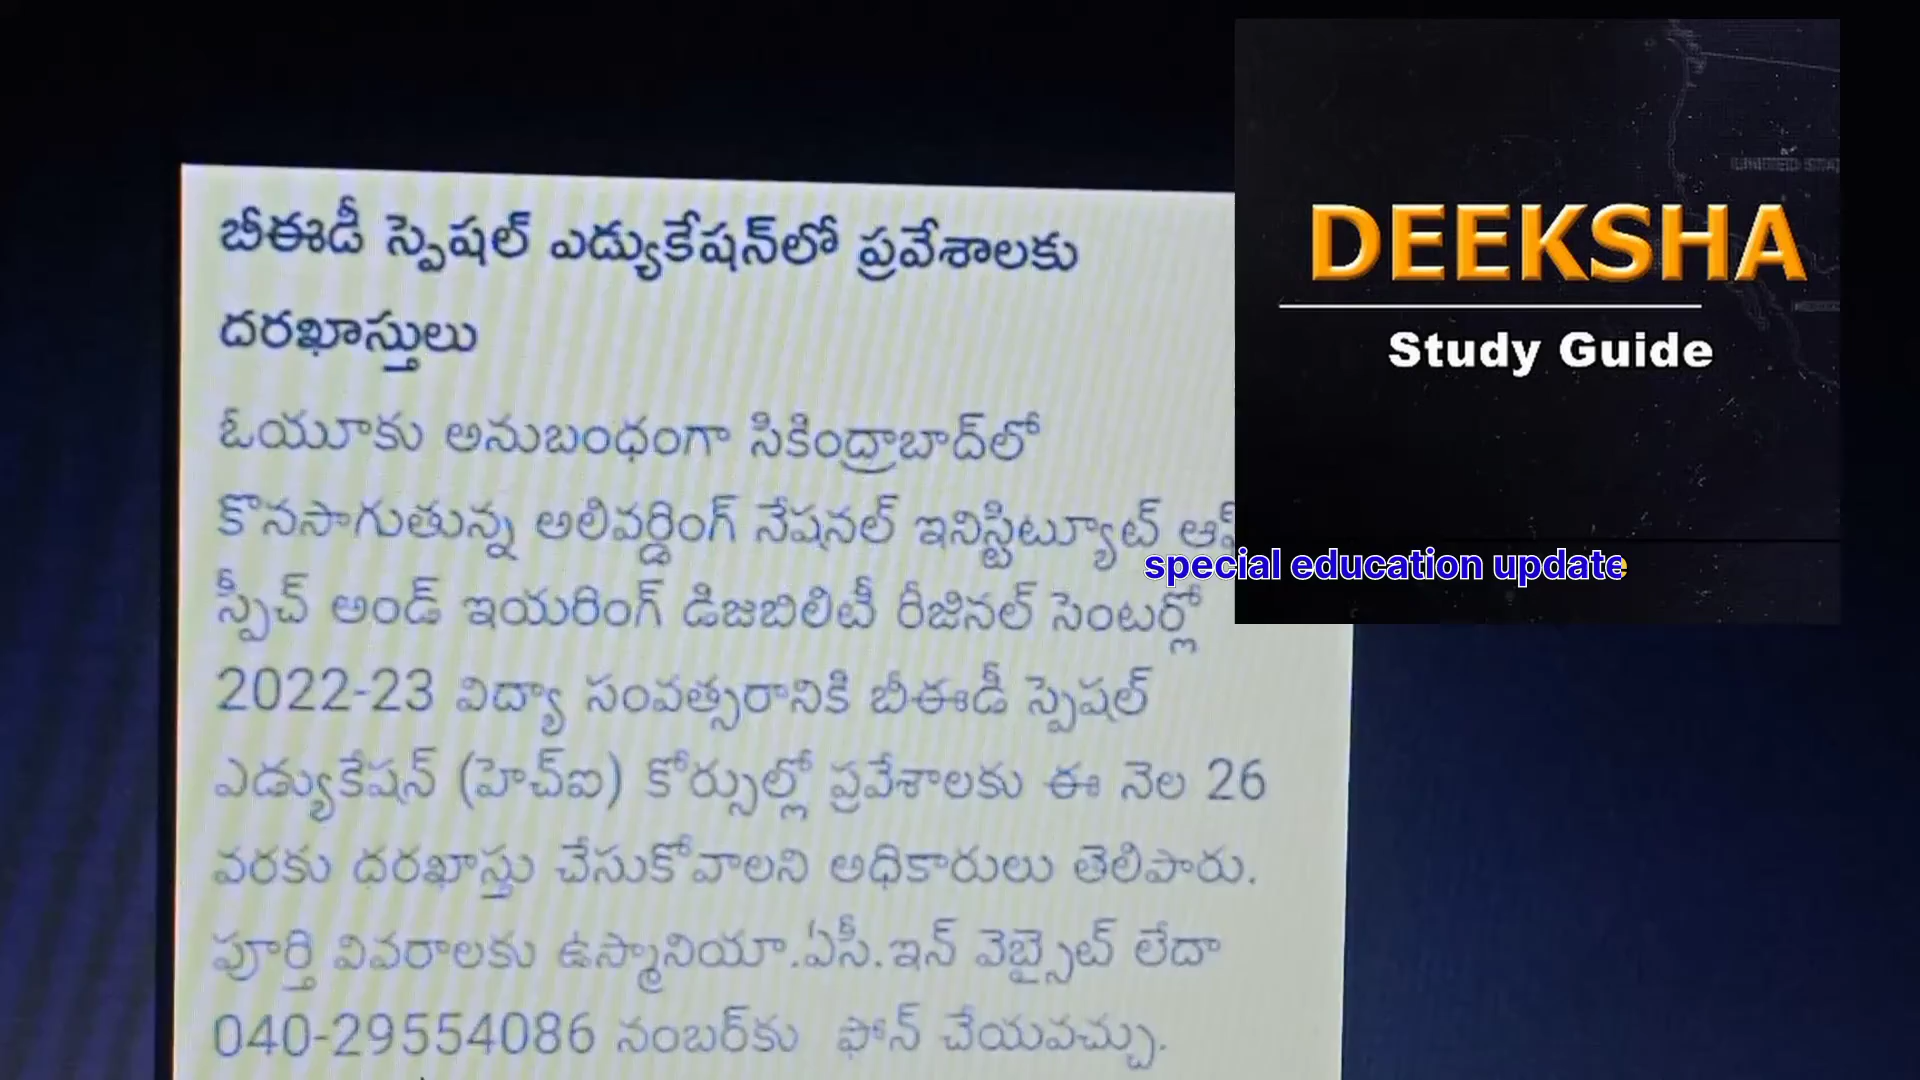 బీఈడీ స్పెషల్ ఎడ్యుకేషన్‌లో ప్రవేశాలకు
దరఖాస్తులు
ఓయూకు అనుబంధంగా సికింద్రాబాద్‌లో
కొనసాగుతున్న అలివర్డింగ్ నేషనల్ ఇనిస్టిట్యూట్
స్పీచ్ అండ్ ఇయరింగ్ డిజబిలిటీ రీజినల్ సెంటర్లో
2022-23 విద్యా సంవత్సరానికి బీఈడీ స్పెషల్
ఎడ్యుకేషన్ (హెచ్ఐ) కోర్సుల్లో ప్రవేశాలకు ఈ నెల 26
వరకు దరఖాస్తు చేసుకోవాలని అధికారులు తెలిపారు.
పూర్తి వివరాలకు ఉస్మానియా.ఏసీ.ఇన్ వెబ్సైట్ లేదా
040-29554086 నంబర్‌కు ఫోన్ చేయవచ్చు.
DEEKSHA
Study Guide
special education update